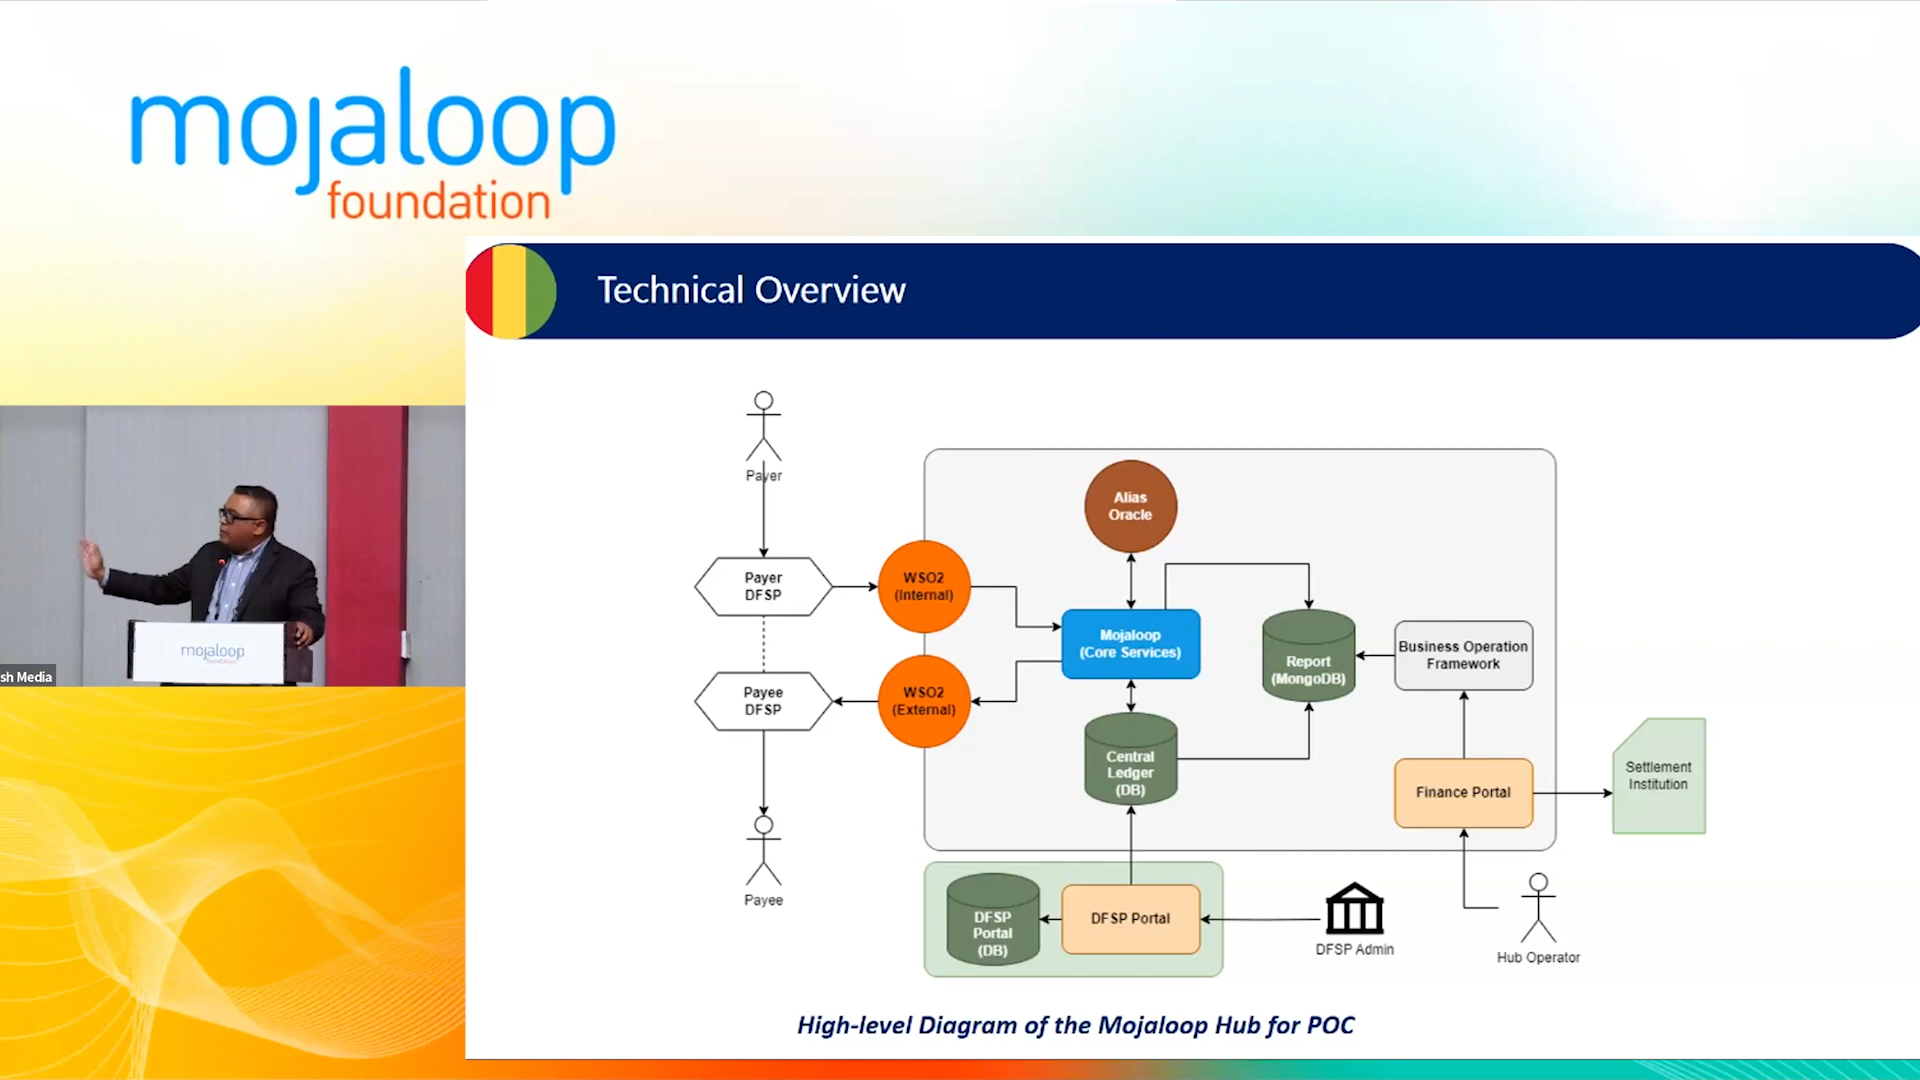 mojaloop
foundation
Technical Overview
Payer
Payer
DFSP
WSO2
(Internal)
Alias
Oracle
Mojaloop
(Core Services)
Report
(MongoDB)
Business Operation
Framework
Payee
DFSP
WSO2
(External)
Central
Ledger
(DB)
Finance Portal
Settlement
Institution
Payee
DFSP
Portal
(DB)
DFSP Portal
DFSP Admin
Hub Operator
High-level Diagram of the Mojaloop Hub for POC
mojaloop
foundation
sh Media